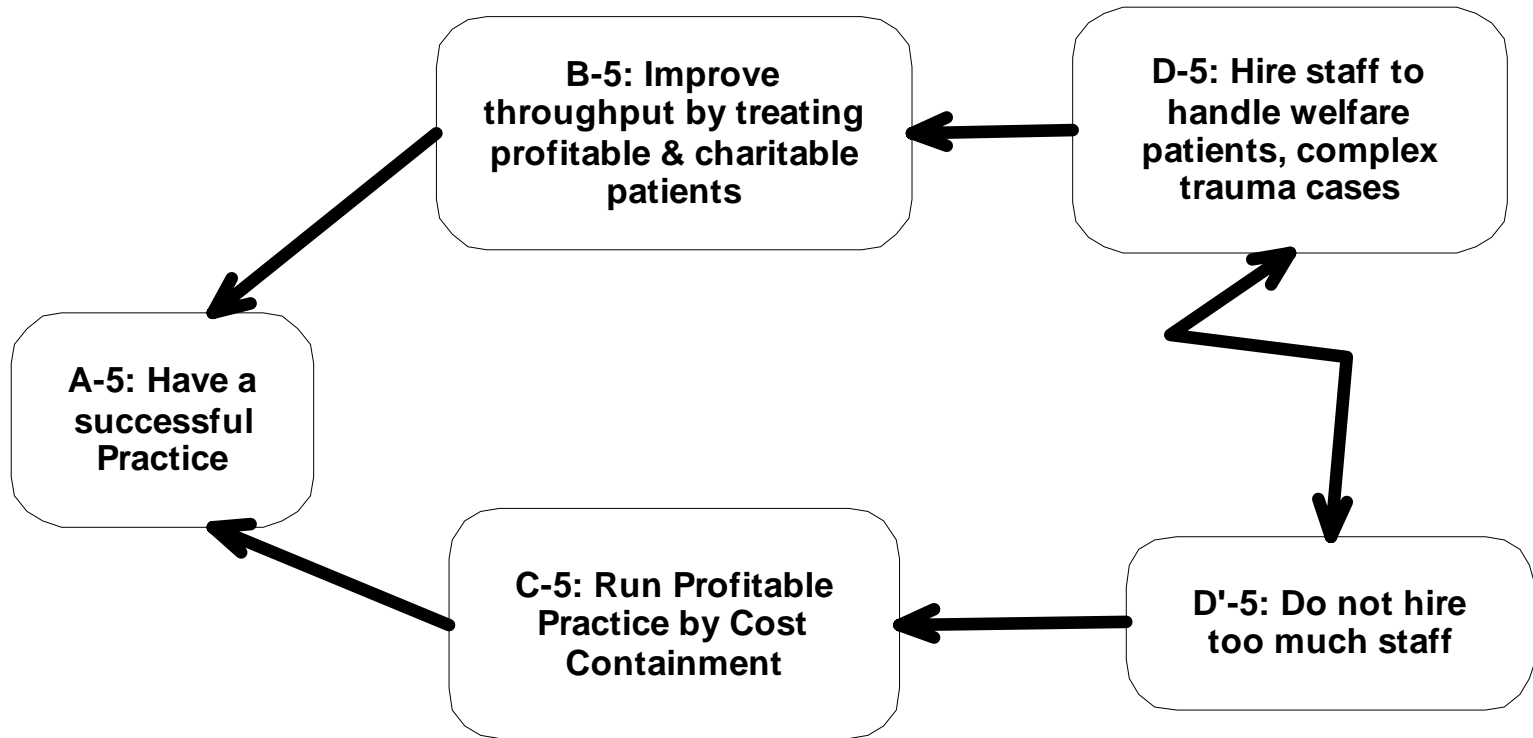 B-5: Improve
throughput by treating
profitable & charitable
patients
D-5: Hire staff to
handle welfare
patients, complex
trauma cases
A-5: Have a
successful
Practice
C-5: Run Profitable
Practice by Cost
Containment
D'-5: Do not hire
too much staff